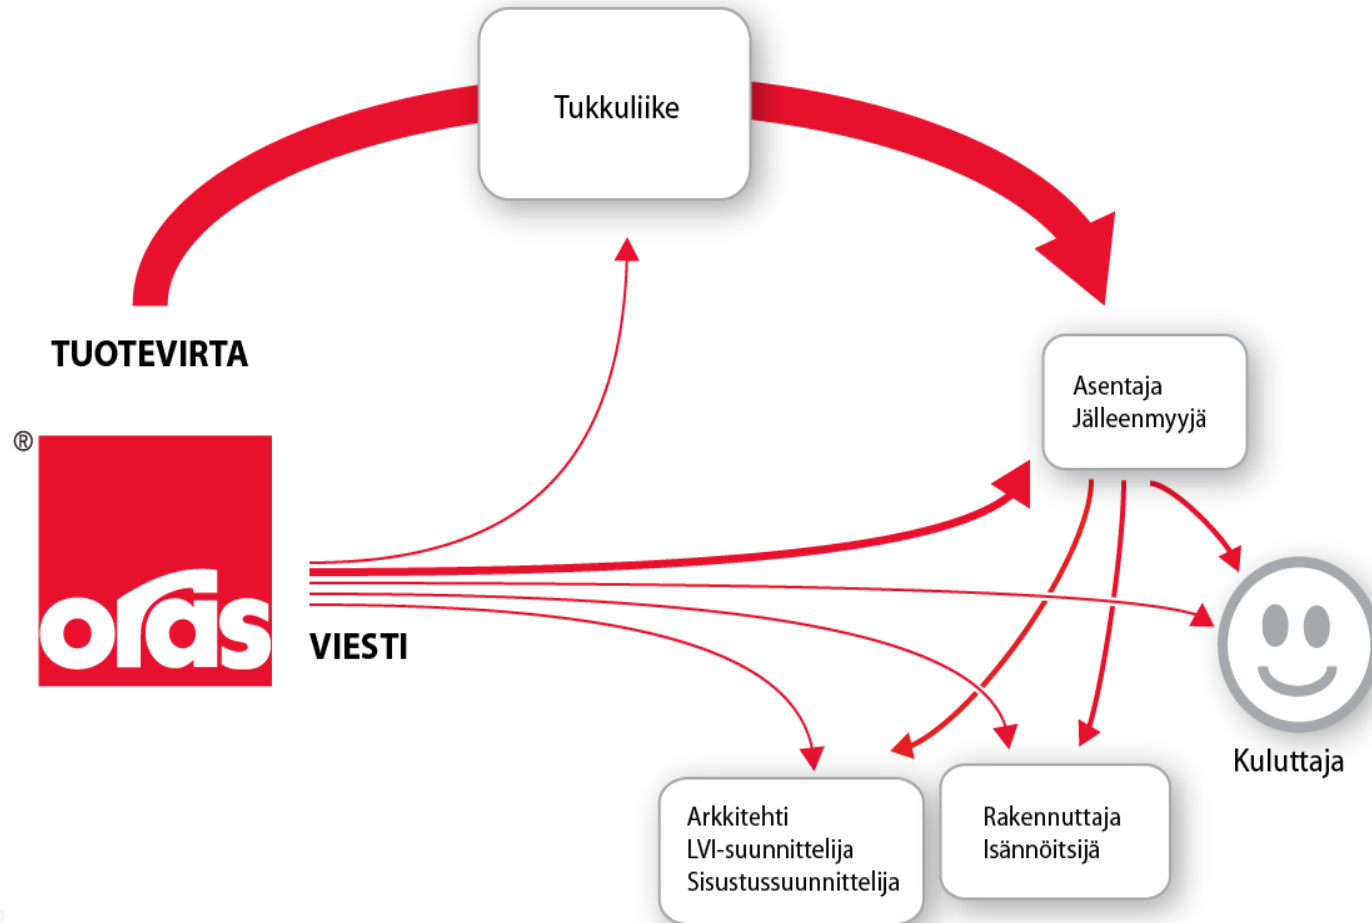 Tukkuliike
TUOTEVIRTA
Asentaja
Jälleenmyyjä
®
oras
VIESTI
Kuluttaja
Arkkitehti
LVI-suunnittelija
Sisustussuunnittelija
Rakennuttaja
Isännöitsijä